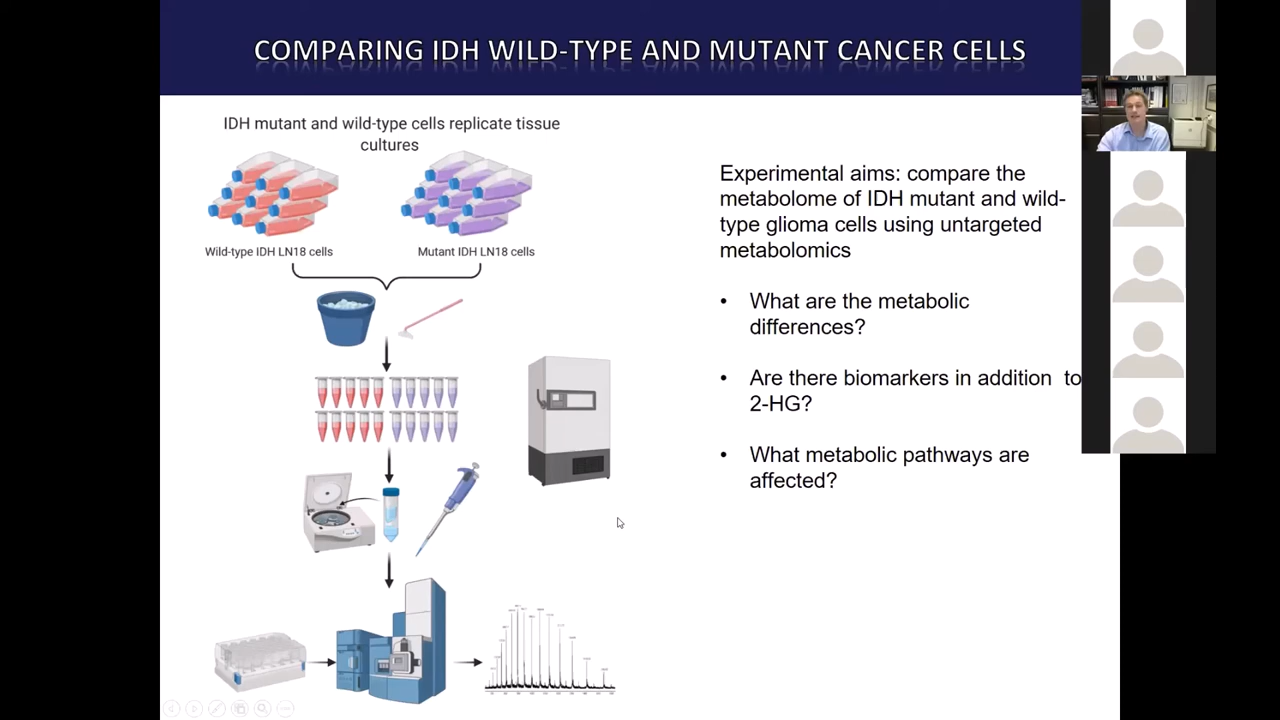 COMPARING IDH WILD-TYPE AND MUTANT CANCER CELLS
IDH mutant and wild-type cells replicate tissue
cultures
Wild-type IDH LN18 cells
Mutant IDH LN18 cells
Experimental aims: compare the
metabolome of IDH mutant and wild-
type glioma cells using untargeted
metabolomics
• What are the metabolic
differences?
• Are there biomarkers in addition to
2-HG?
• What metabolic pathways are
affected?